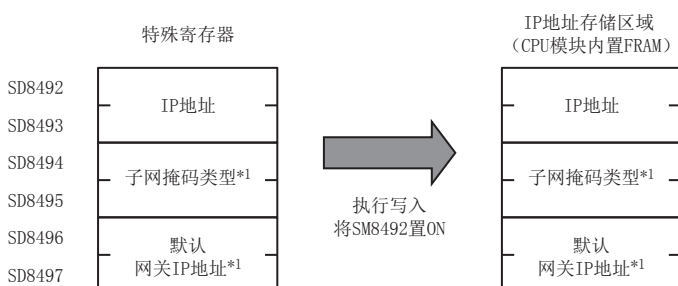 特殊寄存器
IP地址存储区域
（CPU模块内置FRAM）
SD8492
SD8493
IP地址
SD8494
SD8495
子网掩码类型*1
SD8496
SD8497
默认
网关IP地址*1
执行写入
将SM8492置ON
IP地址
子网掩码类型*1
默认
网关IP地址*1